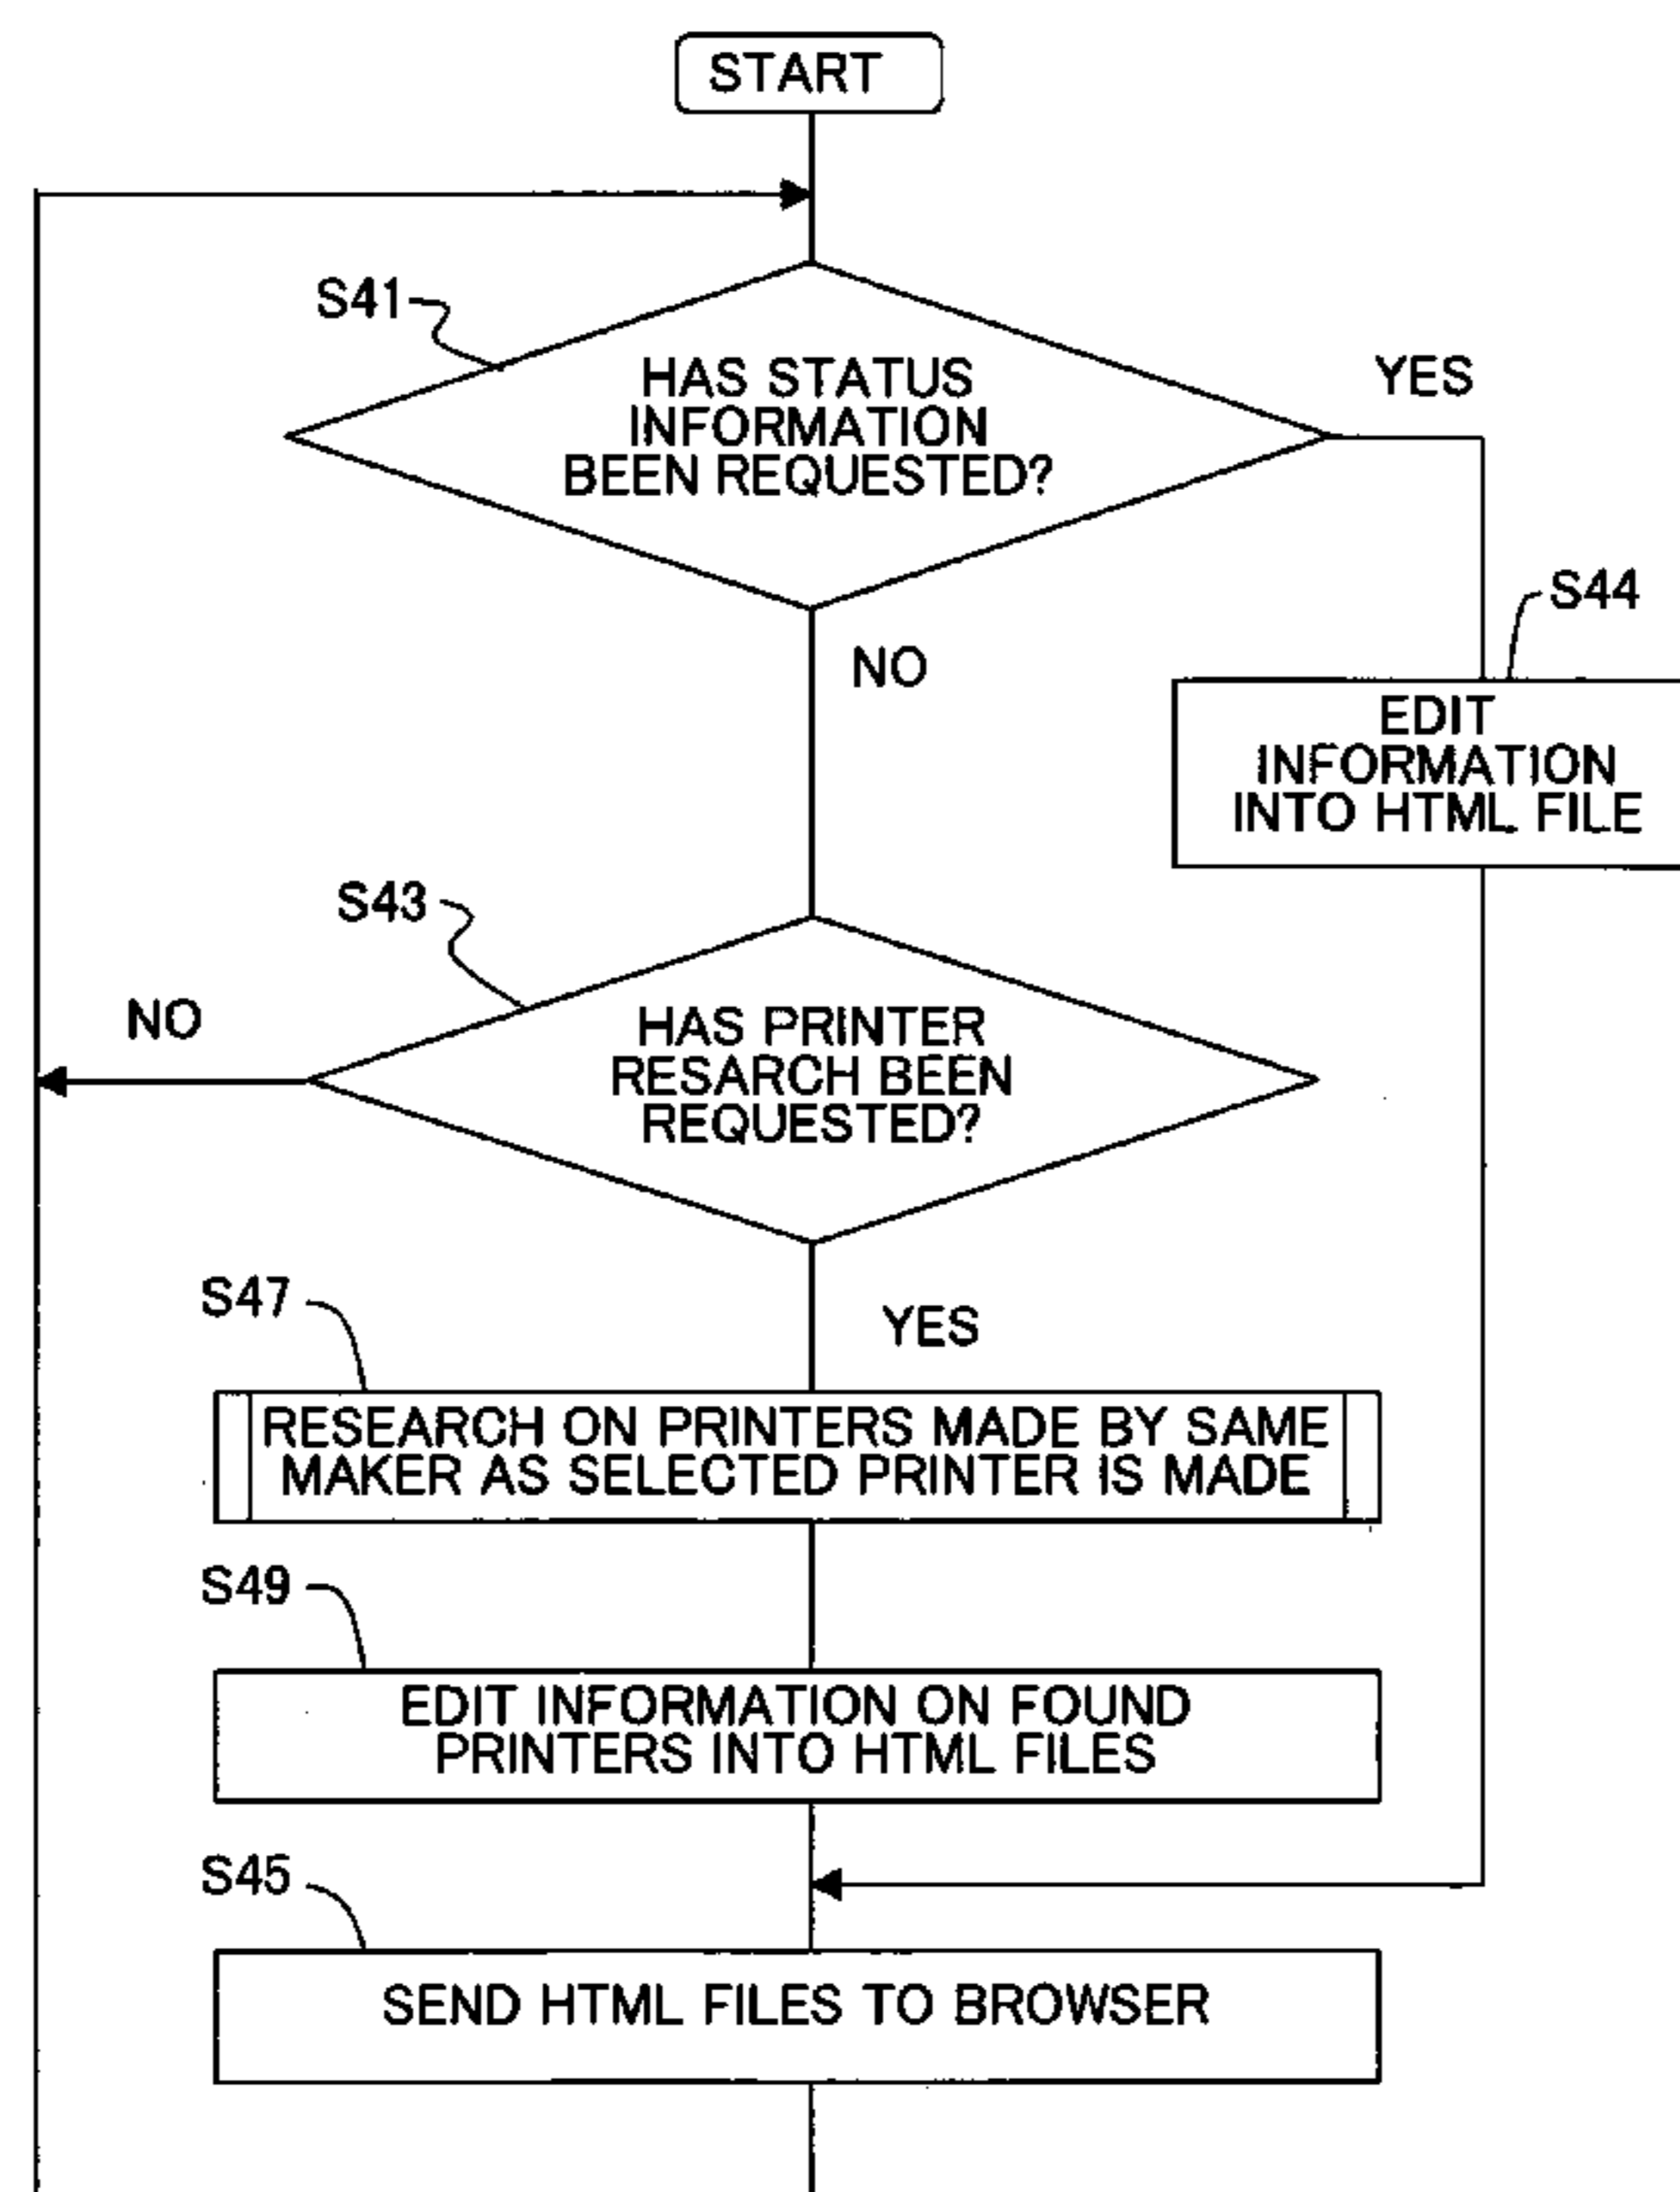 START
S41
HAS STATUS
INFORMATION
BEEN REQUESTED?
YES
NO
S44
EDIT
INFORMATION
INTO HTML FILE
S43
HAS PRINTER
RESARCH BEEN
REQUESTED?
NO
YES
S47
RESEARCH ON PRINTERS MADE BY SAME
MAKER AS SELECTED PRINTER IS MADE
S49
EDIT INFORMATION ON FOUND
PRINTERS INTO HTML FILES
S45
SEND HTML FILES TO BROWSER